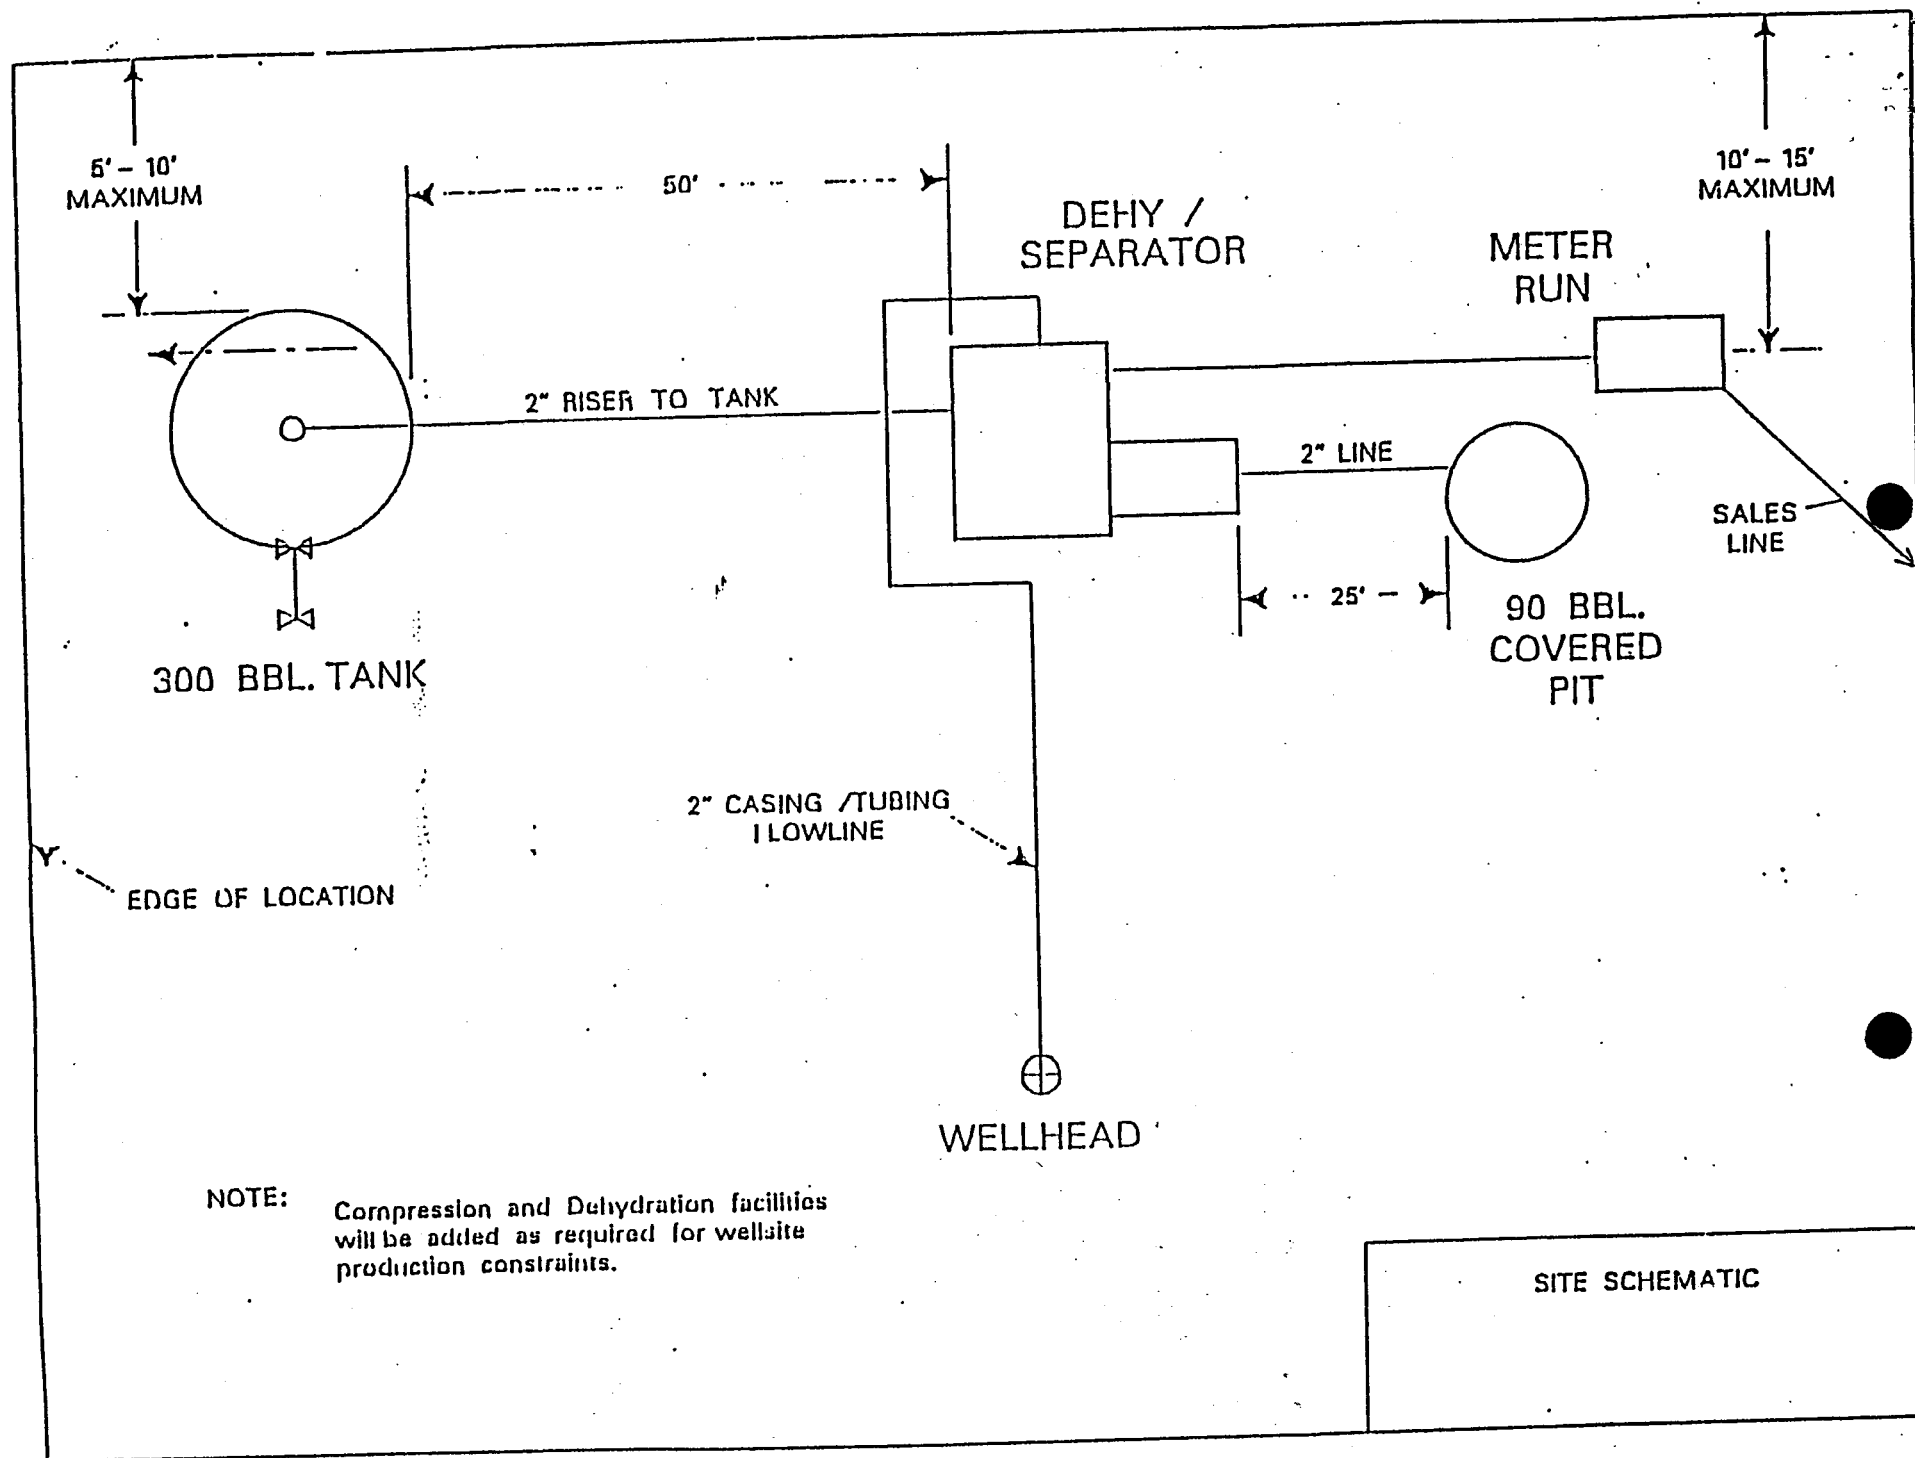 5' - 10'
MAXIMUM
50'
10' - 15'
MAXIMUM
DEHY /
SEPARATOR
METER
RUN
2" RISER TO TANK
2" LINE
SALES
LINE
25'
90 BBL.
COVERED
PIT
300 BBL. TANK
2" CASING / TUBING
FLOWLINE
EDGE OF LOCATION
WELLHEAD
NOTE:
Compression and Dehydration facilities
will be added as required for wellsite
production constraints.
SITE SCHEMATIC